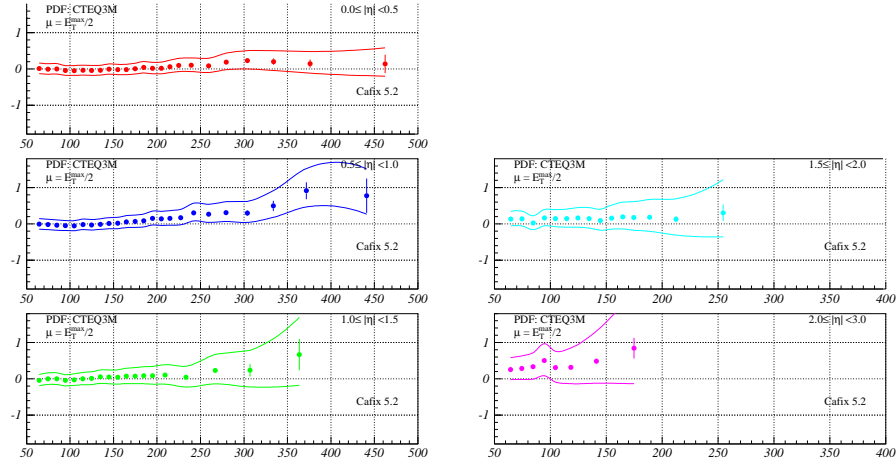 PDF: CTEQ3M 0.0≤ |η| <0.5
μ = E_T^max/2
1
0
-1
Cafix 5.2
50 100 150 200 250 300 350 400 450 500
PDF: CTEQ3M 0.5≤ |η| <1.0
μ = E_T^max/2
1
0
-1
Cafix 5.2
50 100 150 200 250 300 350 400 450 500
PDF: CTEQ3M 1.5≤ |η| <2.0
μ = E_T^max/2
1
0
-1
Cafix 5.2
50 100 150 200 250 300 350 400
PDF: CTEQ3M 1.0≤ |η| <1.5
μ = E_T^max/2
1
0
-1
Cafix 5.2
50 100 150 200 250 300 350 400 450 500
PDF: CTEQ3M 2.0≤ |η| <3.0
μ = E_T^max/2
1
0
-1
Cafix 5.2
50 100 150 200 250 300 350 400